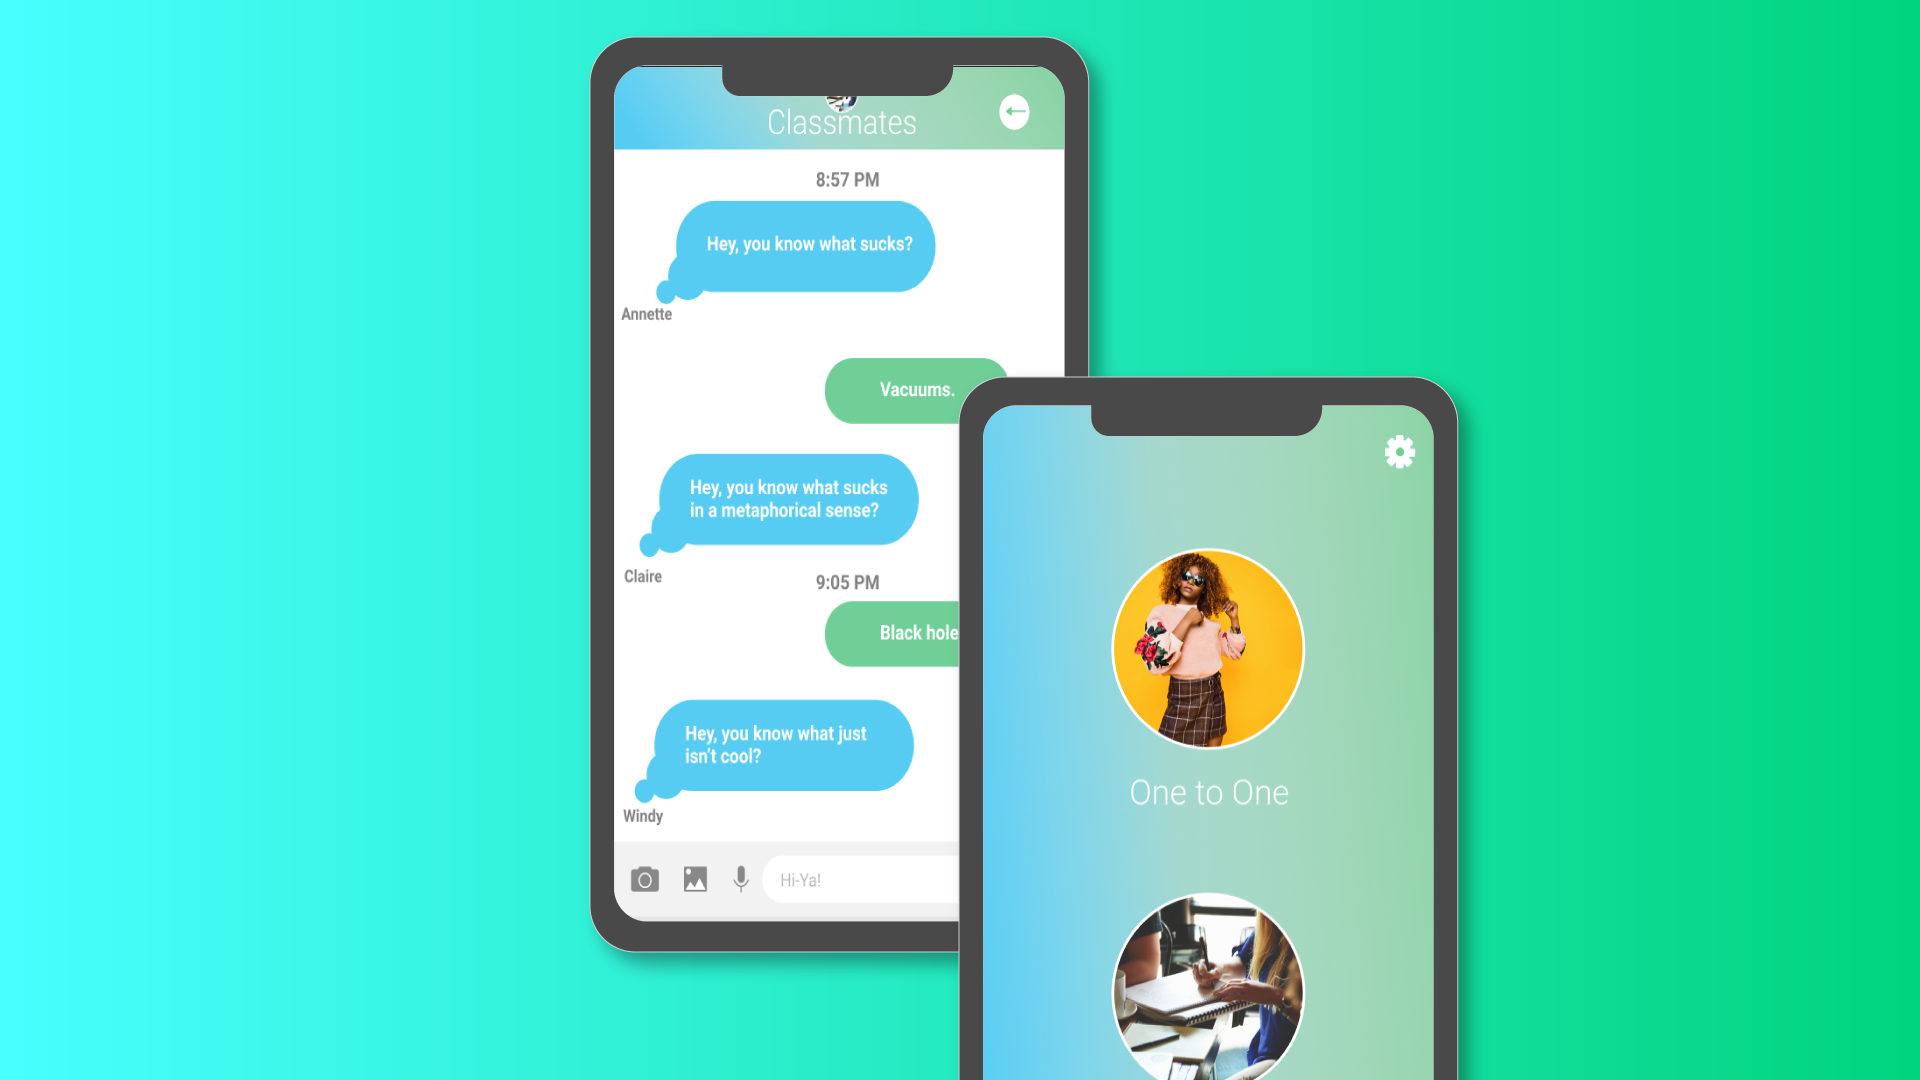 Classmates
8:57 PM
Hey, you know what sucks?
Annette
Vacuums.
Hey, you know what sucks
in a metaphorical sense?
Claire
9:05 PM
Black hole
Hey, you know what just
isn't cool?
Windy
Hi-Ya!
One to One